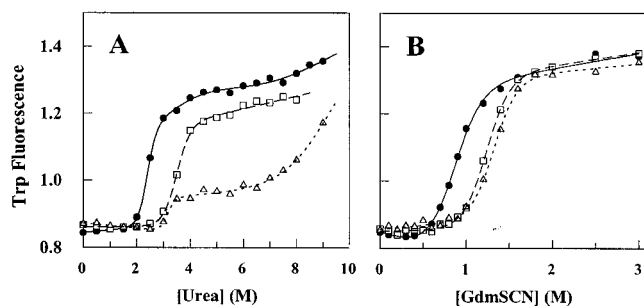 A
B
Trp Fluorescence
1.4
1.2
1.0
0.8
0 2 4 6 8 10
0 1 2 3
[Urea] (M)
[GdmSCN] (M)